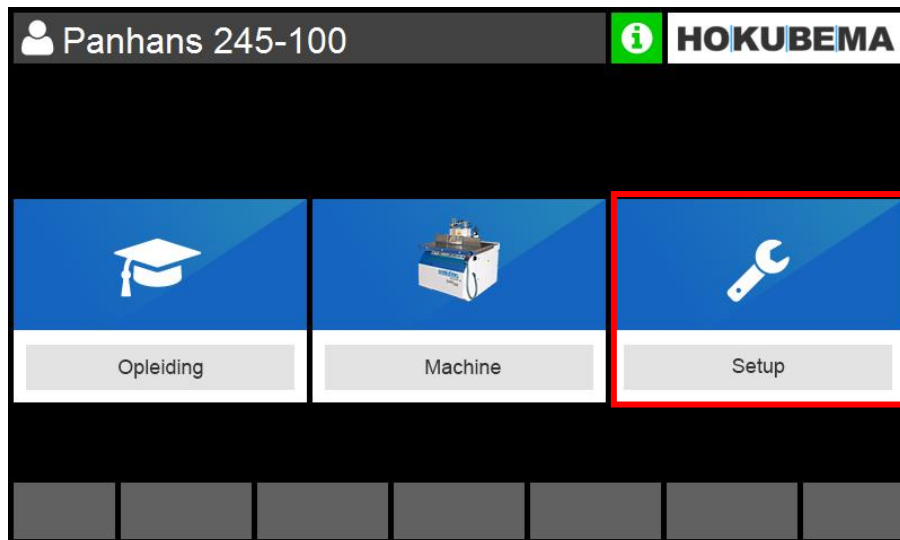 Panhans 245-100
HOKUBEMA
Opleiding
Machine
Setup